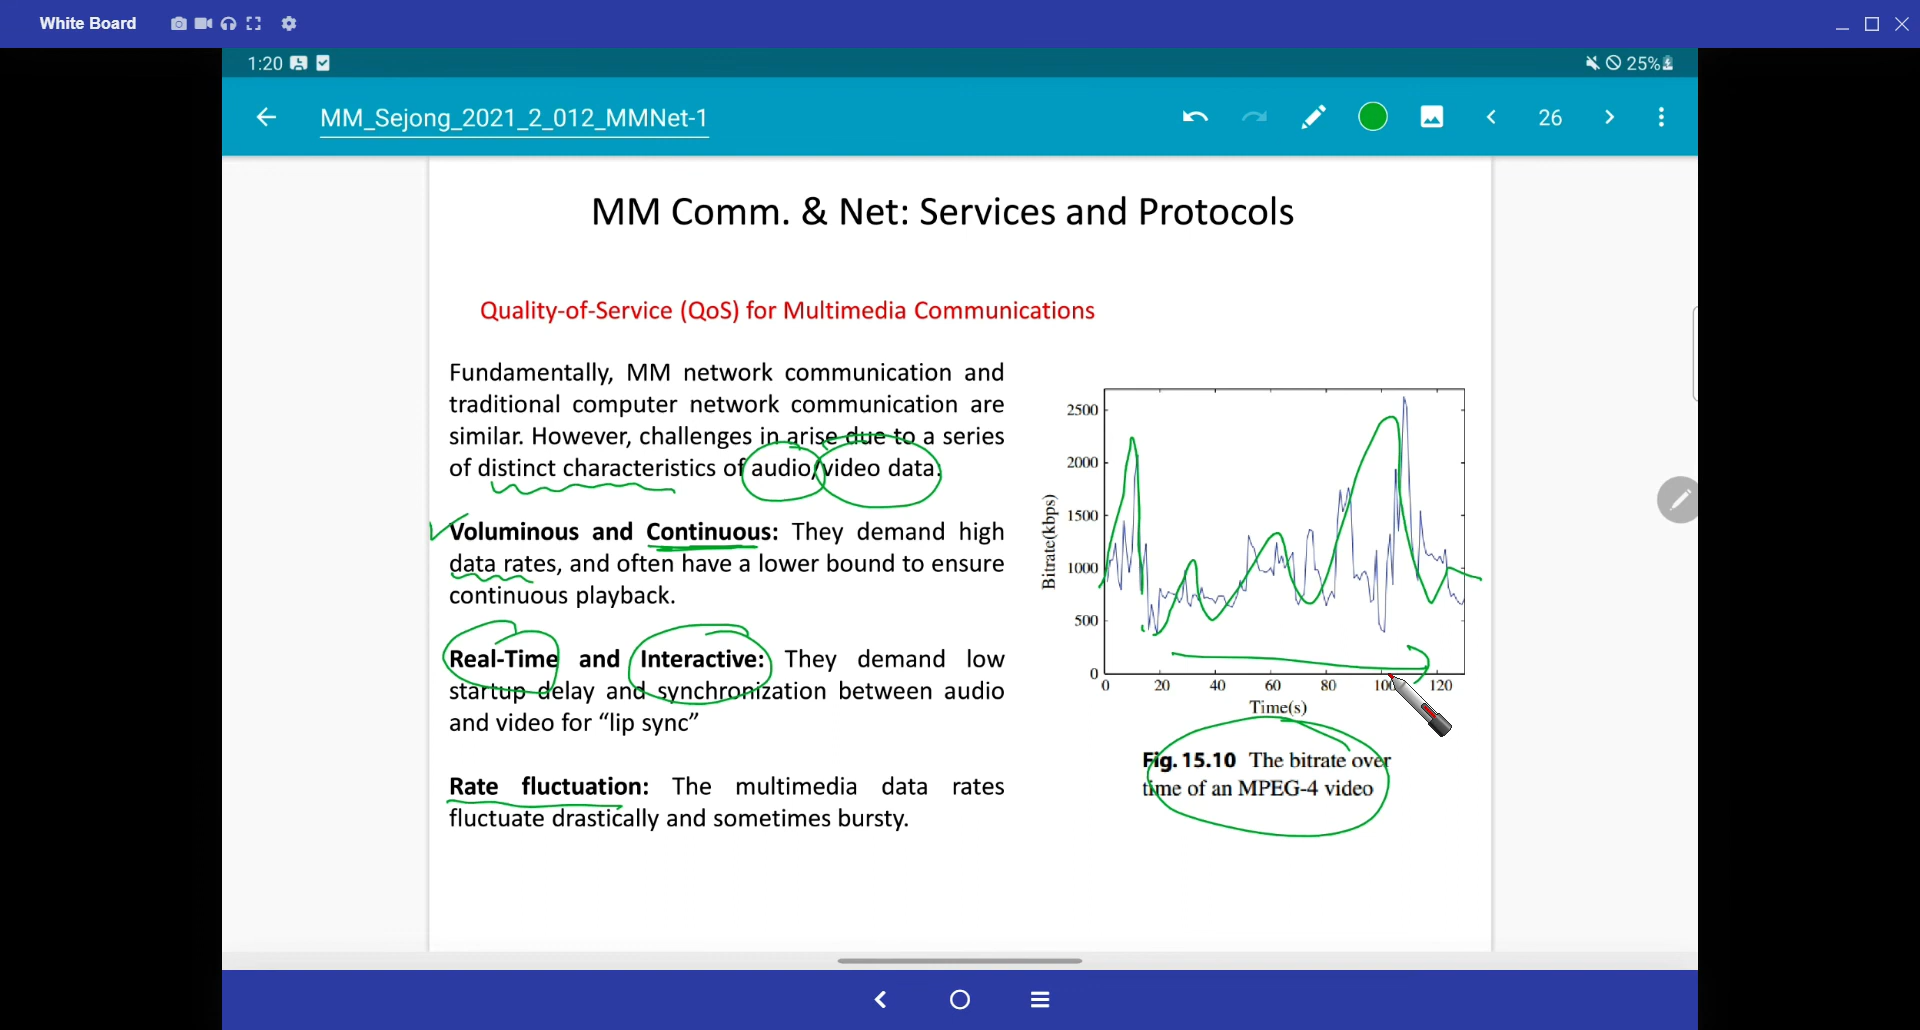 White Board
1:20
25%
MM_Sejong_2021_2_012_MMNet-1
26
MM Comm. & Net: Services and Protocols
Quality-of-Service (QoS) for Multimedia Communications
Fundamentally, MM network communication and
traditional computer network communication are
similar. However, challenges in arise due to a series
of distinct characteristics of audio/video data.
Voluminous and Continuous: They demand high
data rates, and often have a lower bound to ensure
continuous playback.
Real-Time and Interactive: They demand low
startup delay and synchronization between audio
and video for “lip sync”
Rate fluctuation: The multimedia data rates
fluctuate drastically and sometimes bursty.
Bitrate(kbps)
2500
2000
1500
1000
500
0
0 20 40 60 80 100 120
Time(s)
Fig. 15.10 The bitrate over
time of an MPEG-4 video